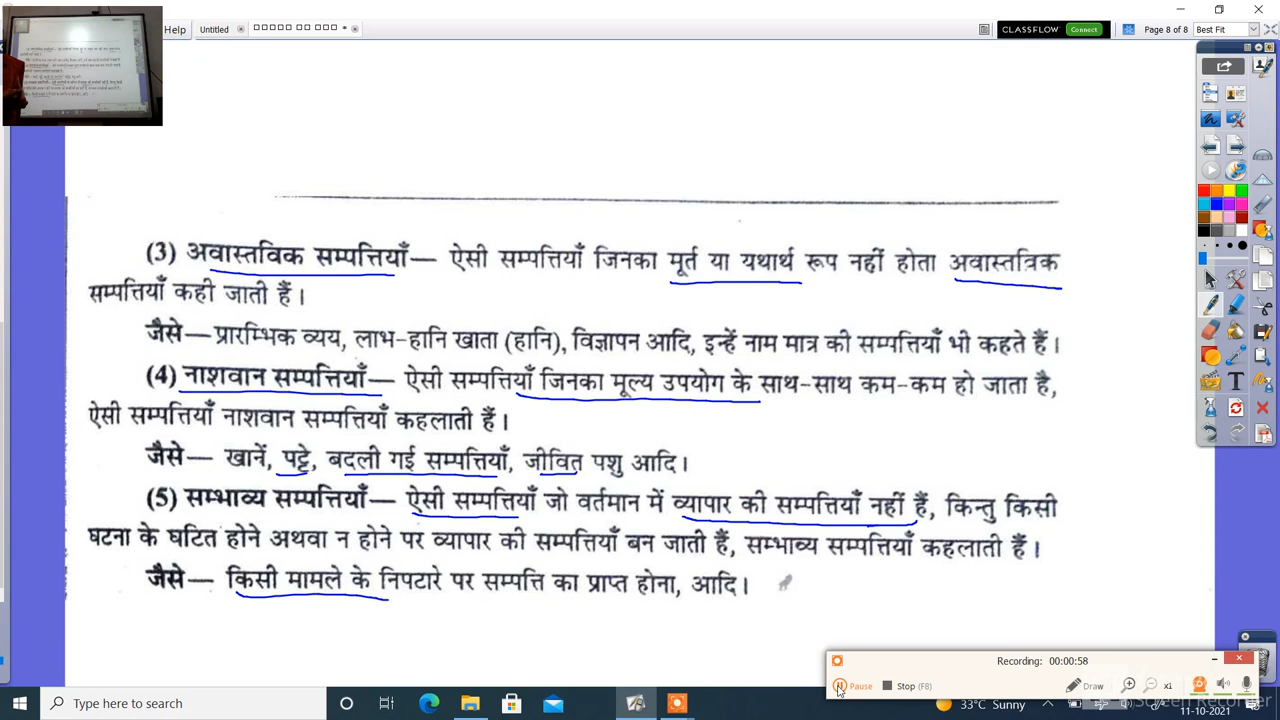 Help
Untitled
CLASSFLOW Connect
Page 8 of 8
Best Fit
(3) अवास्तविक सम्पत्तियाँ— ऐसी सम्पत्तियाँ जिनका मूर्त या यथार्थ रूप नहीं होता अवास्तविक
सम्पत्तियाँ कही जाती हैं।
जैसे— प्रारम्भिक व्यय, लाभ-हानि खाता (हानि), विज्ञापन आदि, इन्हें नाम मात्र की सम्पत्तियाँ भी कहते हैं।
(4) नाशवान सम्पत्तियाँ— ऐसी सम्पत्तियाँ जिनका मूल्य उपयोग के साथ-साथ कम-कम हो जाता है,
ऐसी सम्पत्तियाँ नाशवान सम्पत्तियाँ कहलाती हैं।
जैसे— खानें, पट्टे, बदली गई सम्पत्तियाँ, जीवित पशु आदि।
(5) सम्भाव्य सम्पत्तियाँ— ऐसी सम्पत्तियाँ जो वर्तमान में व्यापार की सम्पत्तियाँ नहीं हैं, किन्तु किसी
घटना के घटित होने अथवा न होने पर व्यापार की सम्पत्तियाँ बन जाती हैं, सम्भाव्य सम्पत्तियाँ कहलाती हैं।
जैसे— किसी मामले के निपटारे पर सम्पत्ति का प्राप्त होना, आदि।
Recording: 00:00:58
Pause
Stop (F8)
Draw
x1
Type here to search
33°C Sunny
11-10-2021